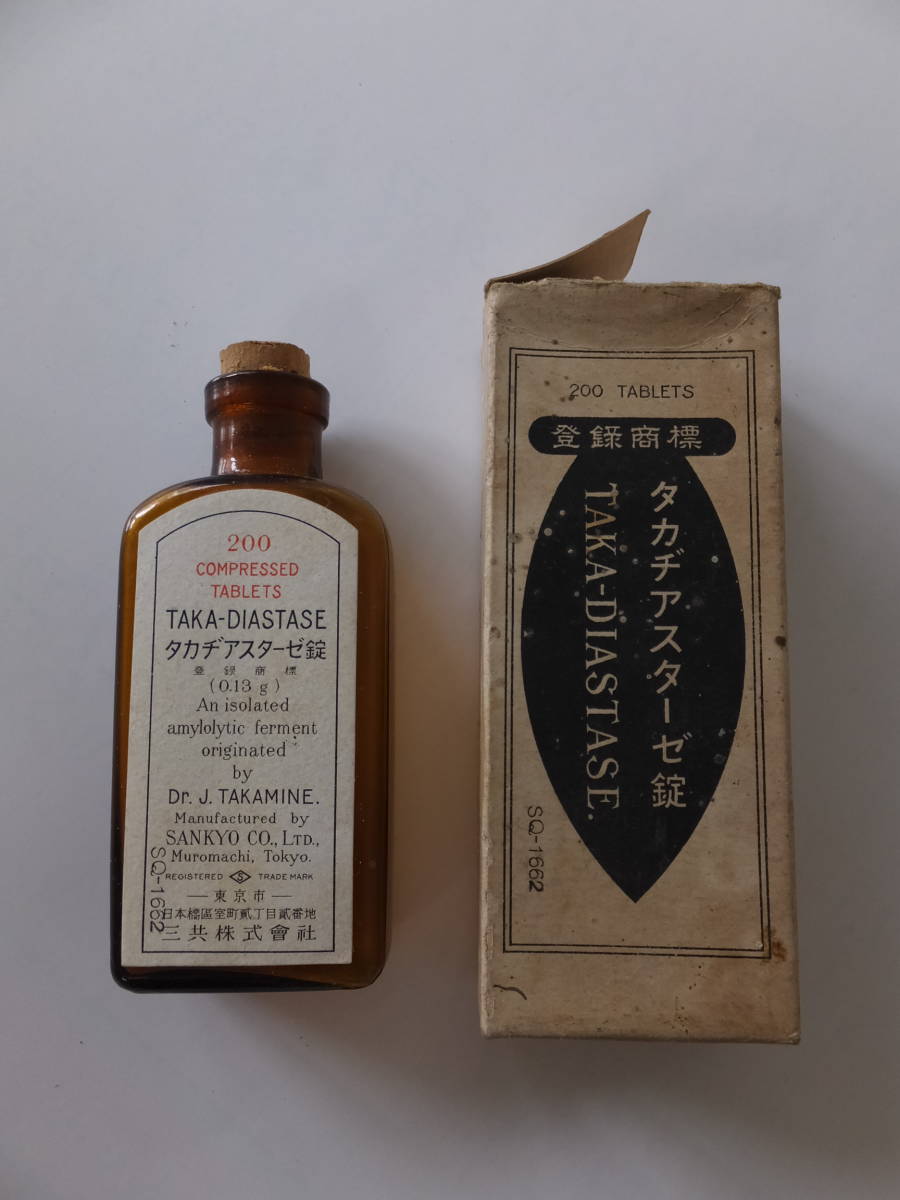 200
COMPRESSED
TABLETS
TAKA-DIASTASE
タカヂアスターゼ錠
登録商標
(0.13 g)
An isolated
amylolytic ferment
originated
by
Dr. J. TAKAMINE.
Manufactured by
SANKYO CO., LTD.,
Muromachi, Tokyo.
REGISTERED S TRADE MARK
東京市
日本橋區室町貳丁目貳番地
三共株式會社
SQ-1662
200 TABLETS
登録商標
タカヂアスターゼ錠
TAKA-DIASTASE.
SQ-1662